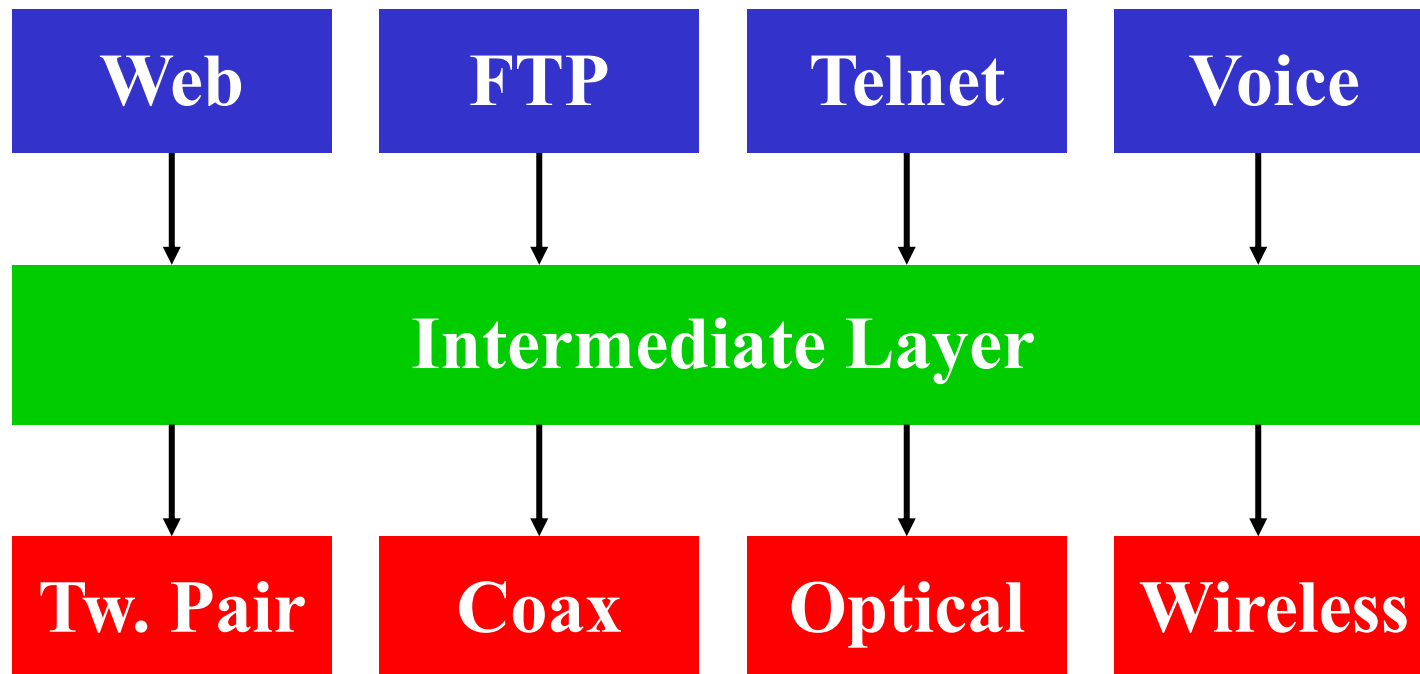 Web
FTP
Telnet
Voice
Intermediate Layer
Tw. Pair
Coax
Optical
Wireless